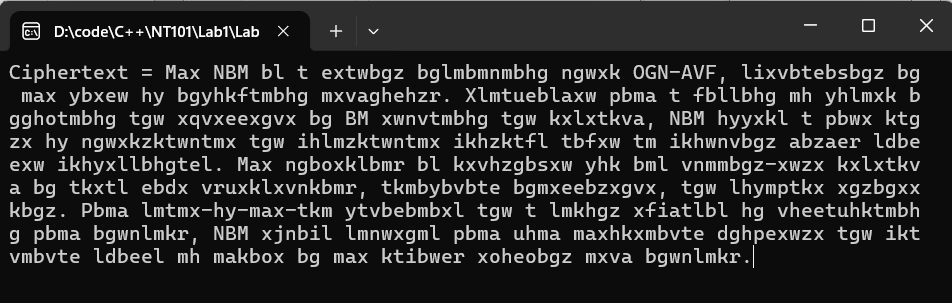 D:\code\C++\NT101\Lab1\Lab
Ciphertext = Max NBM bl t extwbgz bglmbmnmbhg ngwxk OGN-AVF, lixvbtebsbgz bg
max ybxew hy bgyhkftmbhg mxvaghehzr. Xlmtueblaxw pbma t fbllbhg mh yhlmxk b
gghotmbhg tgw xqvxeexgvx bg BM xwnvtmbhg tgw kxlxtkva, NBM hyyxkl t pbwx ktg
zx hy ngwxkzktwntmx tgw ihlmzktwntmx ikhzktfl tbfxw tm ikhwnvbgz abzaer ldbe
exw ikhyxllbhgtel. Max ngboxklbmr bl kxvhzgbsxw yhk bml vnmmbgz-xwzx kxlxtkv
a bg tkxtl ebdx vruxklxvnkbmr, tkmbybvbte bgmxeebzxgvx, tgw lhymptkx xgzbgxx
kbgz. Pbma lmtmx-hy-max-tkm ytvbebmbxl tgw t lmkhgz xfiatlbl hg vheetuhktmbh
g pbma bgwnlmkr, NBM xjnbil lmnwxgml pbma uhma maxhkxmbvte dghpexwzx tgw ikt
vmbvte ldbeel mh makbox bg max ktibwer xoheobgz mxva bgwnlmkr.